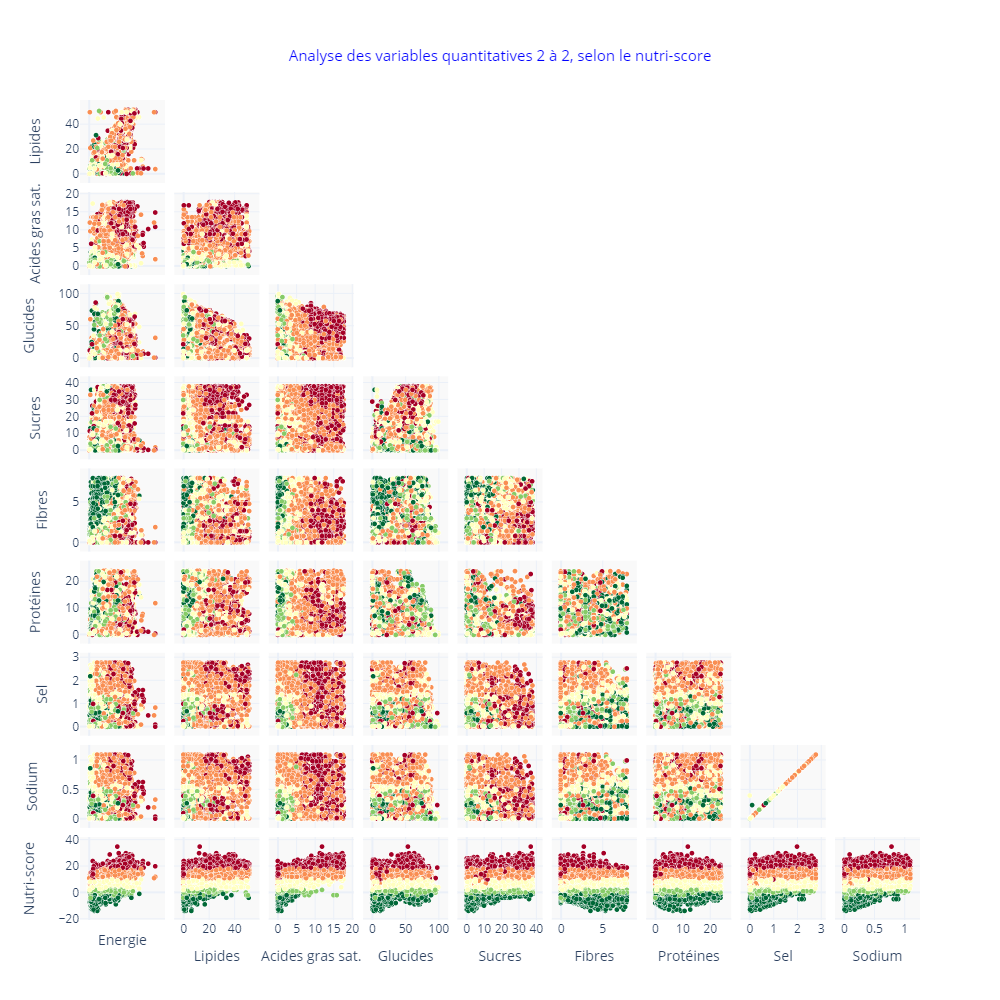 Analyse des variables quantitatives 2 à 2, selon le nutri-score
Lipides
40
20
0
Acides gras sat.
20
15
10
5
0
Glucides
100
50
0
Sucres
40
30
20
10
0
Fibres
5
0
Protéines
20
10
0
Sel
3
2
1
0
Sodium
1
0.5
0
Nutri-score
40
20
0
−20
0 20 40
0 5 10 15 20
0 50 100
0 10 20 30 40
0 5
0 10 20
0 1 2 3
0 0.5 1
Energie
Lipides
Acides gras sat.
Glucides
Sucres
Fibres
Protéines
Sel
Sodium